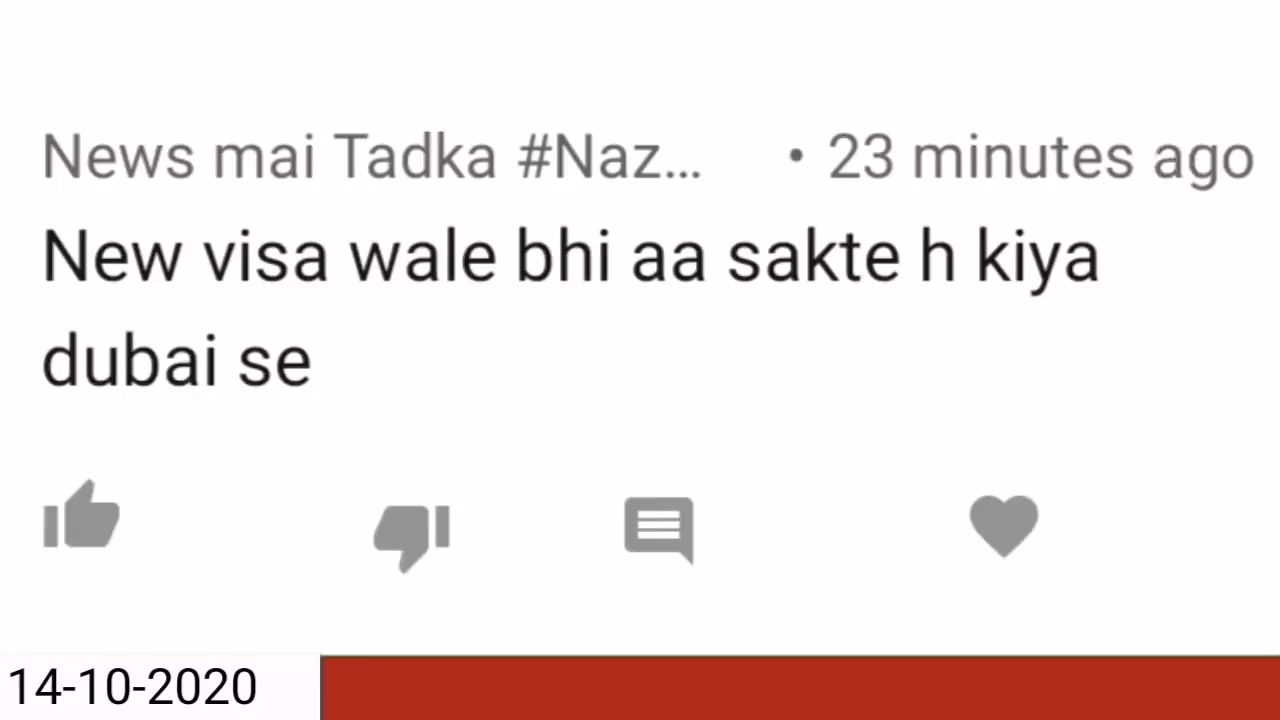 News mai Tadka #Naz... • 23 minutes ago
New visa wale bhi aa sakte h kiya
dubai se
14-10-2020